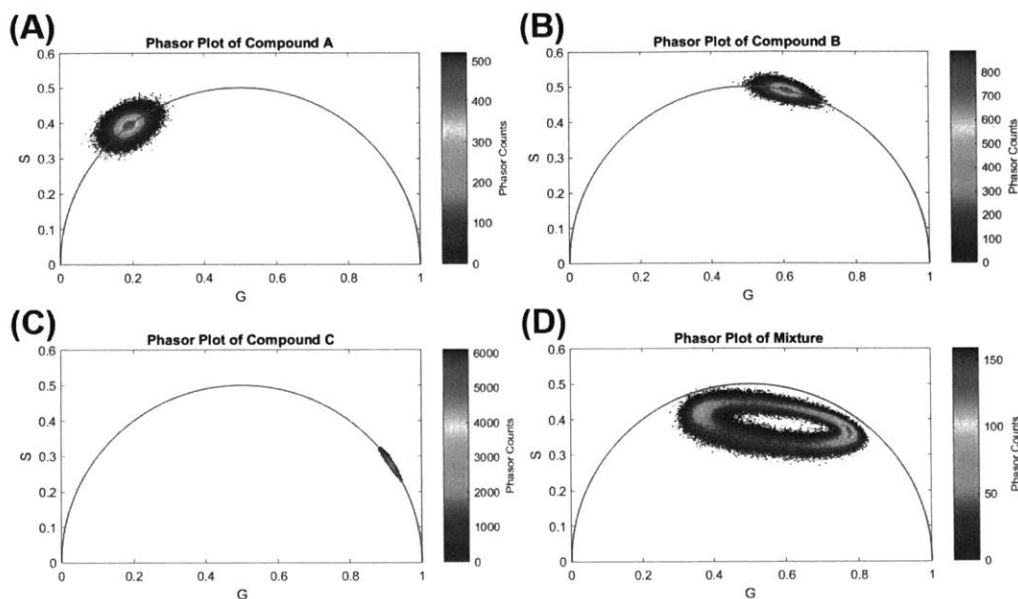 (A)
Phasor Plot of Compound A
0.6
0.5
0.4
0.3
0.2
0.1
0
S
0 0.2 0.4 0.6 0.8 1
G
500
400
300
200
100
0
Phasor Counts
(B)
Phasor Plot of Compound B
0.6
0.5
0.4
0.3
0.2
0.1
0
S
0 0.2 0.4 0.6 0.8 1
G
800
700
600
500
400
300
200
100
0
Phasor Counts
(C)
Phasor Plot of Compound C
0.6
0.5
0.4
0.3
0.2
0.1
0
S
0 0.2 0.4 0.6 0.8 1
G
6000
5000
4000
3000
2000
1000
0
Phasor Counts
(D)
Phasor Plot of Mixture
0.6
0.5
0.4
0.3
0.2
0.1
0
S
0 0.2 0.4 0.6 0.8 1
G
150
100
50
0
Phasor Counts